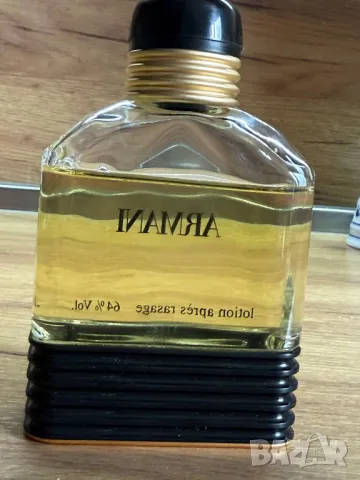 ARMANI
lotion après rasage 64% Vol.
BAZAR